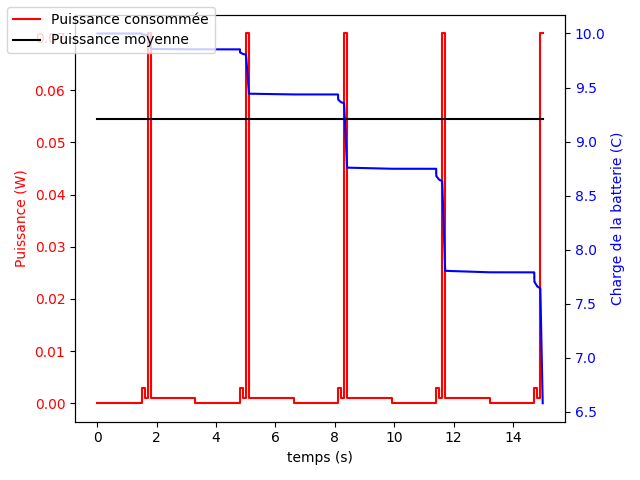 Puissance consommée
Puissance moyenne
0.07
0.06
0.05
0.04
0.03
0.02
0.01
0.00
Puissance (W)
10.0
9.5
9.0
8.5
8.0
7.5
7.0
6.5
Charge de la batterie (C)
0 2 4 6 8 10 12 14
temps (s)